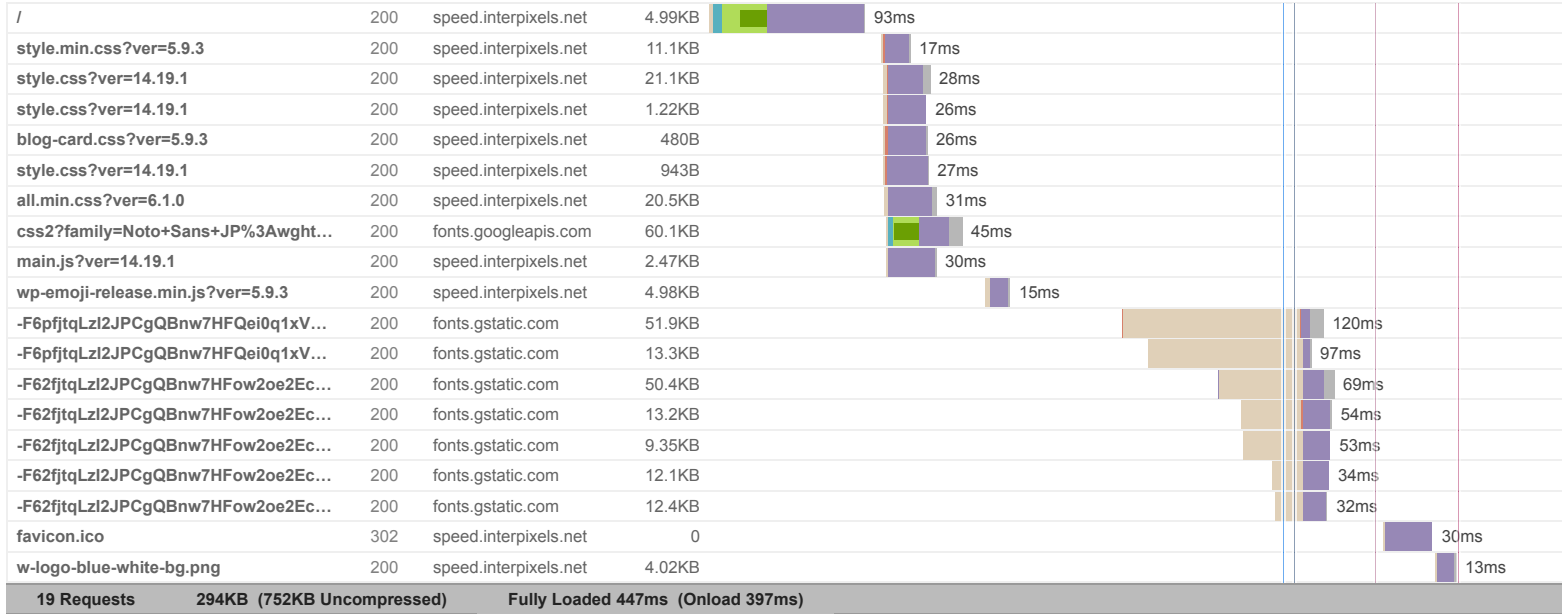 / 200 speed.interpixels.net 4.99KB 93ms
style.min.css?ver=5.9.3 200 speed.interpixels.net 11.1KB 17ms
style.css?ver=14.19.1 200 speed.interpixels.net 21.1KB 28ms
style.css?ver=14.19.1 200 speed.interpixels.net 1.22KB 26ms
blog-card.css?ver=5.9.3 200 speed.interpixels.net 480B 26ms
style.css?ver=14.19.1 200 speed.interpixels.net 943B 27ms
all.min.css?ver=6.1.0 200 speed.interpixels.net 20.5KB 31ms
css2?family=Noto+Sans+JP%3Awght… 200 fonts.googleapis.com 60.1KB 45ms
main.js?ver=14.19.1 200 speed.interpixels.net 2.47KB 30ms
wp-emoji-release.min.js?ver=5.9.3 200 speed.interpixels.net 4.98KB 15ms
-F6pfjtqLzI2JPCgQBnw7HFQei0q1xV… 200 fonts.gstatic.com 51.9KB 120ms
-F6pfjtqLzI2JPCgQBnw7HFQei0q1xV… 200 fonts.gstatic.com 13.3KB 97ms
-F62fjtqLzI2JPCgQBnw7HFow2oe2Ec… 200 fonts.gstatic.com 50.4KB 69ms
-F62fjtqLzI2JPCgQBnw7HFow2oe2Ec… 200 fonts.gstatic.com 13.2KB 54ms
-F62fjtqLzI2JPCgQBnw7HFow2oe2Ec… 200 fonts.gstatic.com 9.35KB 53ms
-F62fjtqLzI2JPCgQBnw7HFow2oe2Ec… 200 fonts.gstatic.com 12.1KB 34ms
-F62fjtqLzI2JPCgQBnw7HFow2oe2Ec… 200 fonts.gstatic.com 12.4KB 32ms
favicon.ico 302 speed.interpixels.net 0 30ms
w-logo-blue-white-bg.png 200 speed.interpixels.net 4.02KB 13ms
19 Requests 294KB (752KB Uncompressed) Fully Loaded 447ms (Onload 397ms)